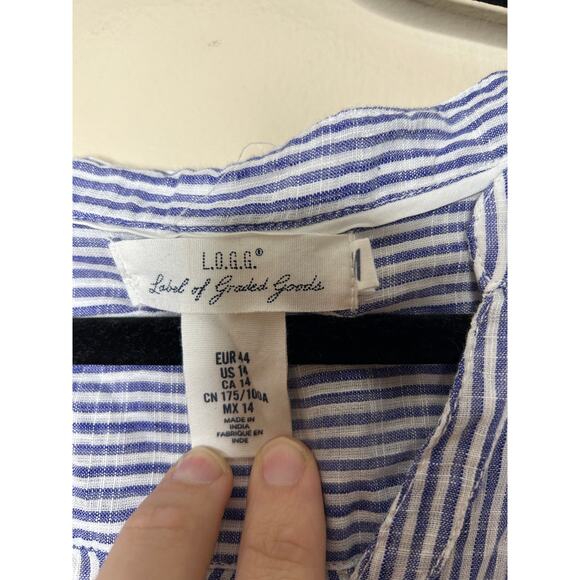 L.O.G.G.®
Label of Graded Goods
EUR 44
US 14
CA 14
CN 175/100A
MX 14
MADE IN
INDIA
FABRIQUE EN
INDE